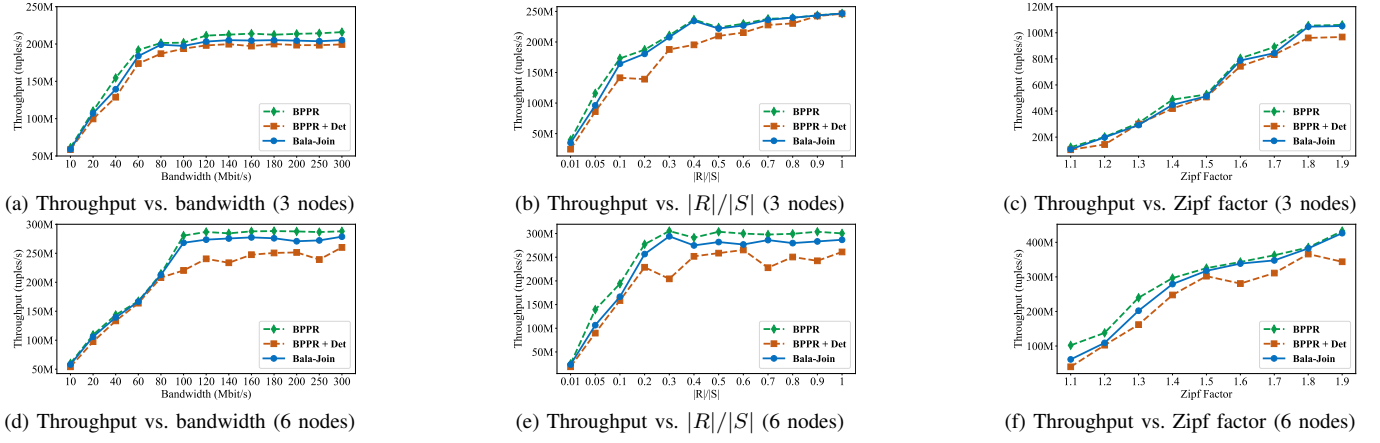 250M
200M
150M
100M
50M
Throughput (tuples/s)
BPPR
BPPR + Det
Bala-Join
10 20 40 60 80 100 120 140 160 180 200 250 300
Bandwidth (Mbit/s)
(a) Throughput vs. bandwidth (3 nodes)
250M
200M
150M
100M
50M
Throughput (tuples/s)
BPPR
BPPR + Det
Bala-Join
0.01 0.05 0.1 0.2 0.3 0.4 0.5 0.6 0.7 0.8 0.9 1
|R|/|S|
(b) Throughput vs. |R|/|S| (3 nodes)
120M
100M
80M
60M
40M
20M
Throughput (tuples/s)
BPPR
BPPR + Det
Bala-Join
1.1 1.2 1.3 1.4 1.5 1.6 1.7 1.8 1.9
Zipf Factor
(c) Throughput vs. Zipf factor (3 nodes)
300M
250M
200M
150M
100M
50M
Throughput (tuples/s)
BPPR
BPPR + Det
Bala-Join
10 20 40 60 80 100 120 140 160 180 200 250 300
Bandwidth (Mbit/s)
(d) Throughput vs. bandwidth (6 nodes)
300M
250M
200M
150M
100M
50M
Throughput (tuples/s)
BPPR
BPPR + Det
Bala-Join
0.01 0.05 0.1 0.2 0.3 0.4 0.5 0.6 0.7 0.8 0.9 1
|R|/|S|
(e) Throughput vs. |R|/|S| (6 nodes)
400M
300M
200M
100M
Throughput (tuples/s)
BPPR
BPPR + Det
Bala-Join
1.1 1.2 1.3 1.4 1.5 1.6 1.7 1.8 1.9
Zipf Factor
(f) Throughput vs. Zipf factor (6 nodes)